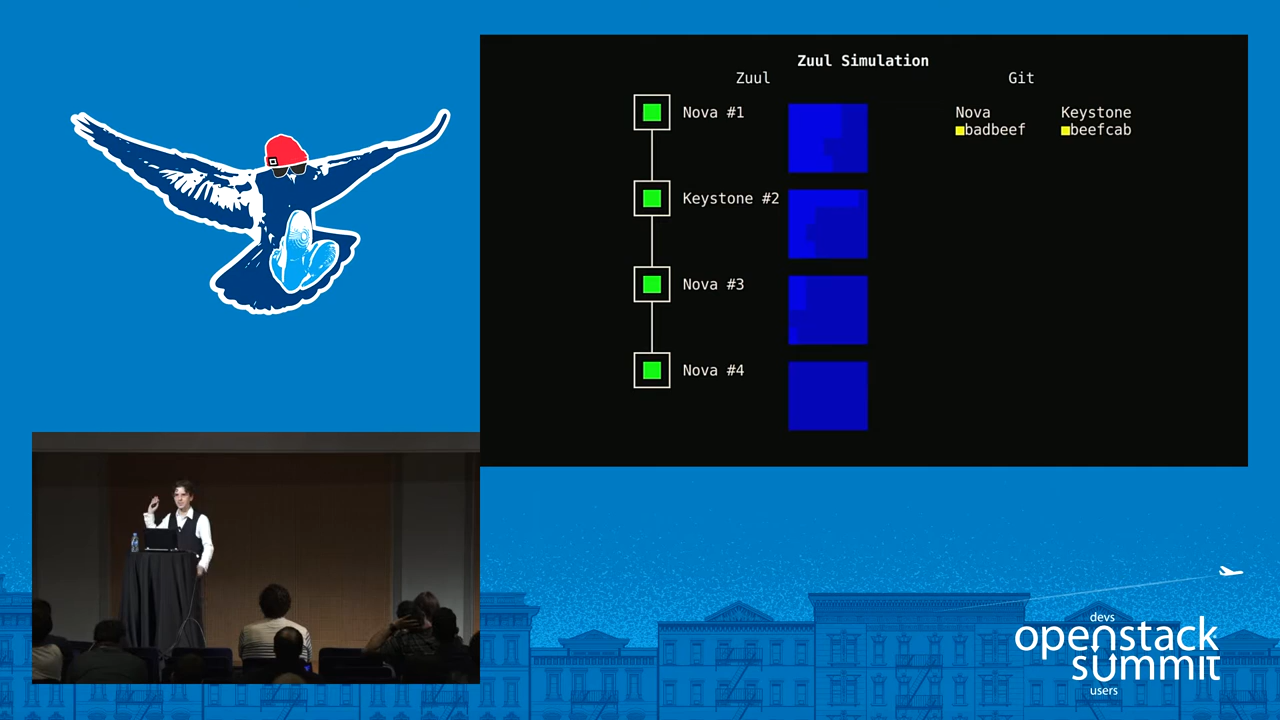 Zuul Simulation
Zuul
Git
Nova #1
Nova
Keystone
badbeef
beefcab
Keystone #2
Nova #3
Nova #4
devs
openstack
summit
users